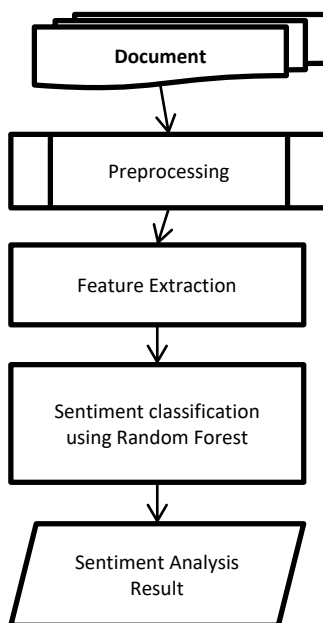 Document
Preprocessing
Feature Extraction
Sentiment classification
using Random Forest
Sentiment Analysis
Result